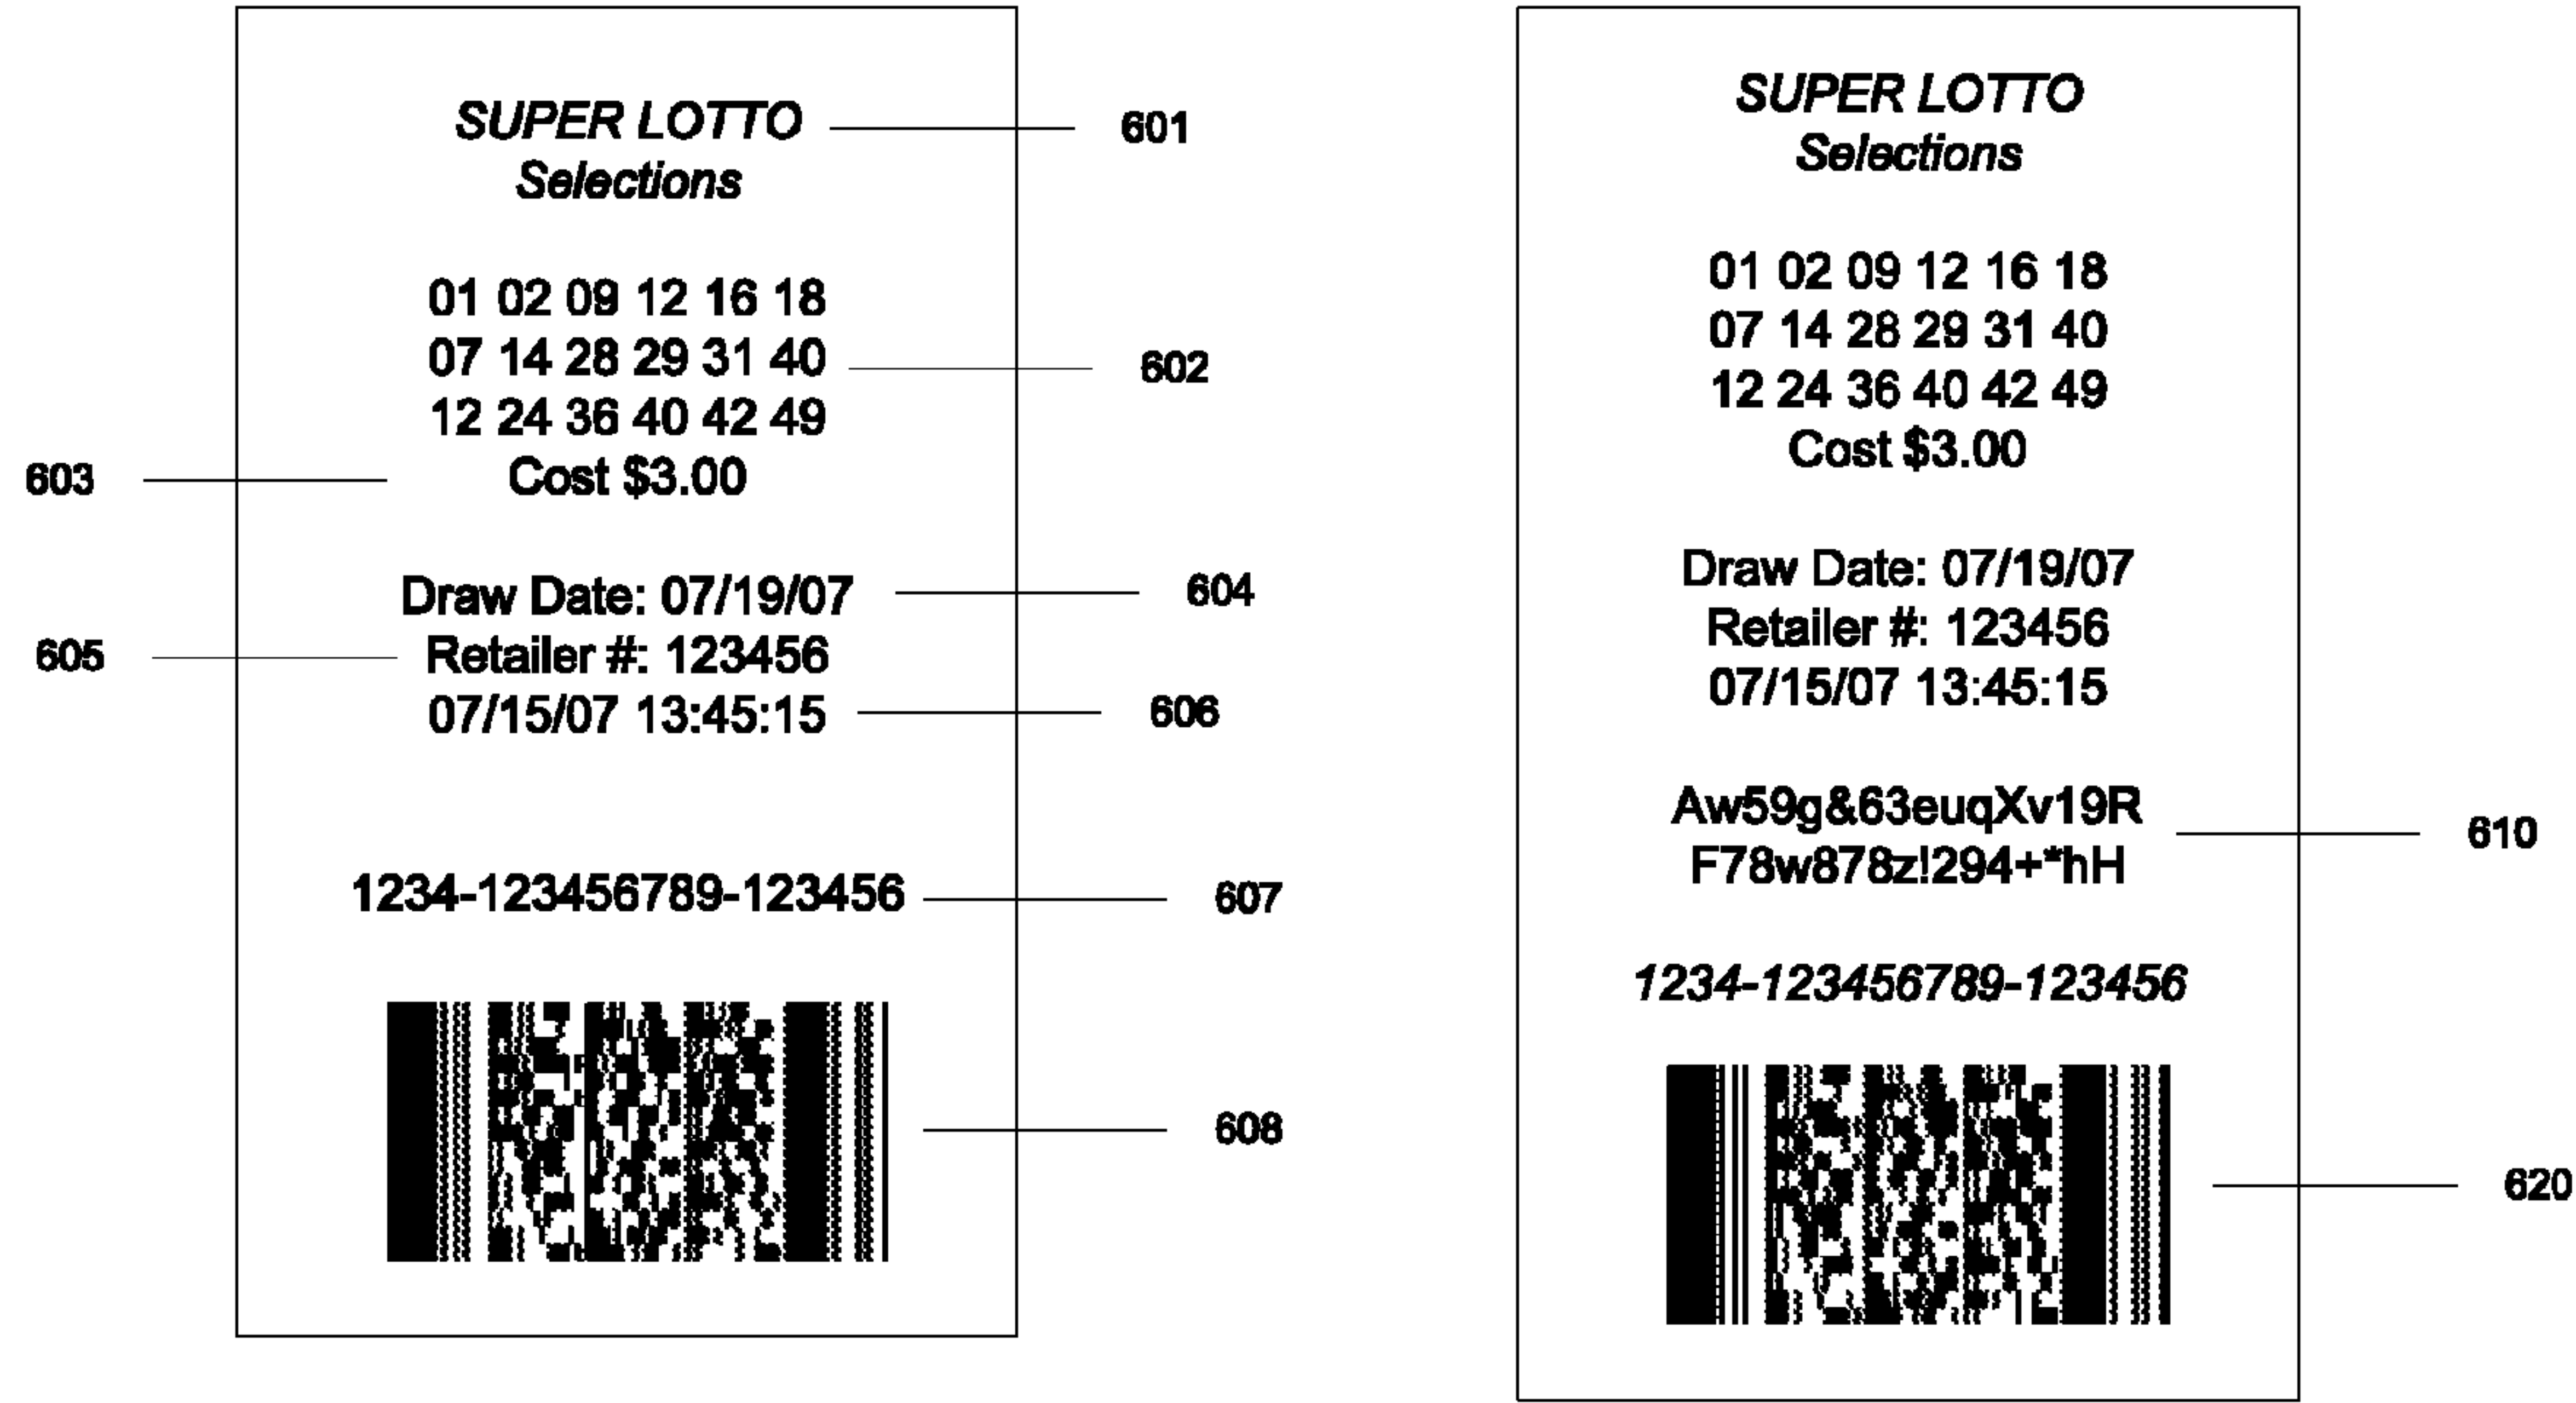 SUPER LOTTO
Selections
01 02 09 12 16 18
07 14 28 29 31 40
12 24 36 40 42 49
Cost $3.00
Draw Date: 07/19/07
Retailer #: 123456
07/15/07 13:45:15
1234-123456789-123456
601
602
603
604
605
606
607
608
SUPER LOTTO
Selections
01 02 09 12 16 18
07 14 28 29 31 40
12 24 36 40 42 49
Cost $3.00
Draw Date: 07/19/07
Retailer #: 123456
07/15/07 13:45:15
Aw59g&63euqXv19R
F78w878z!294+*hH
1234-123456789-123456
610
620